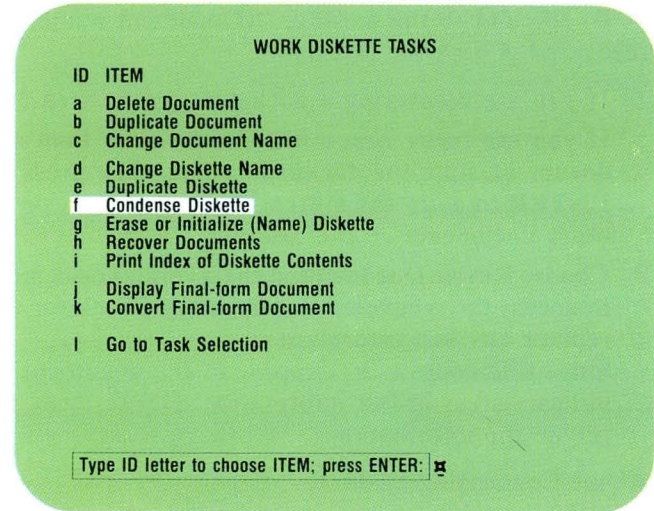 WORK DISKETTE TASKS
ID ITEM
a Delete Document
b Duplicate Document
c Change Document Name
d Change Diskette Name
e Duplicate Diskette
f Condense Diskette
g Erase or Initialize (Name) Diskette
h Recover Documents
i Print Index of Diskette Contents
j Display Final-form Document
k Convert Final-form Document
l Go to Task Selection
Type ID letter to choose ITEM; press ENTER: ¤